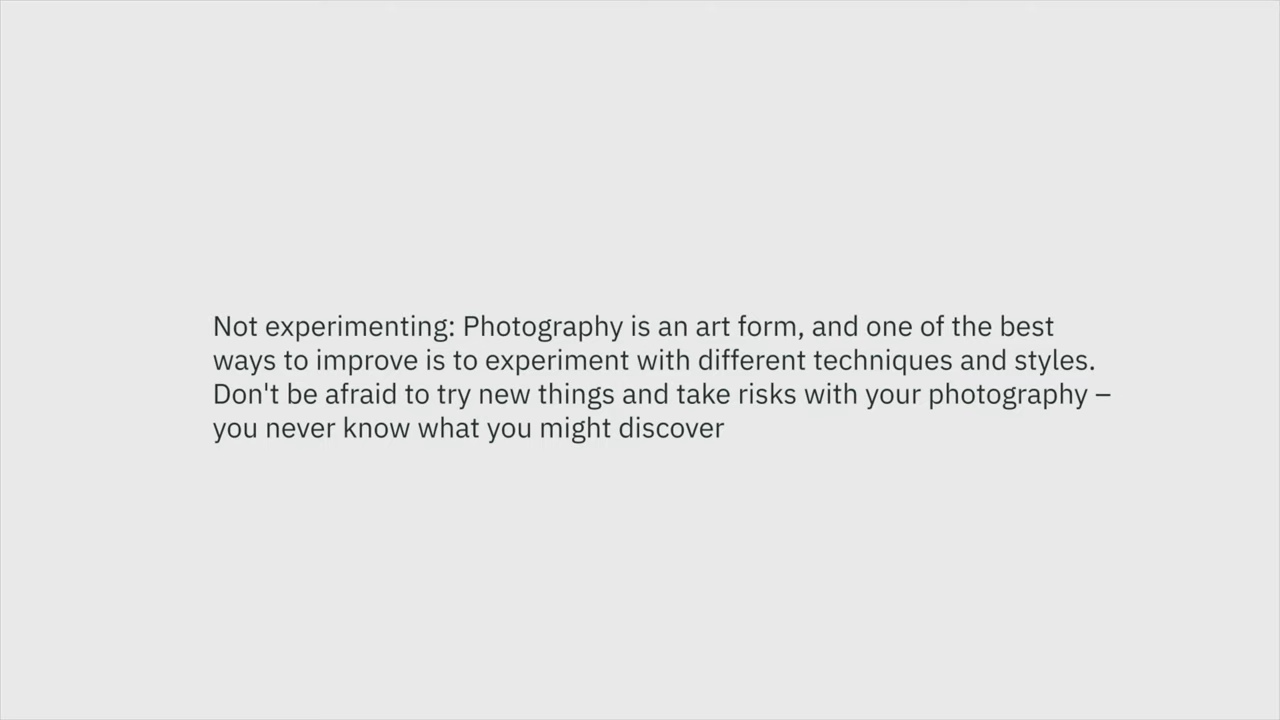 Not experimenting: Photography is an art form, and one of the best
ways to improve is to experiment with different techniques and styles.
Don't be afraid to try new things and take risks with your photography –
you never know what you might discover